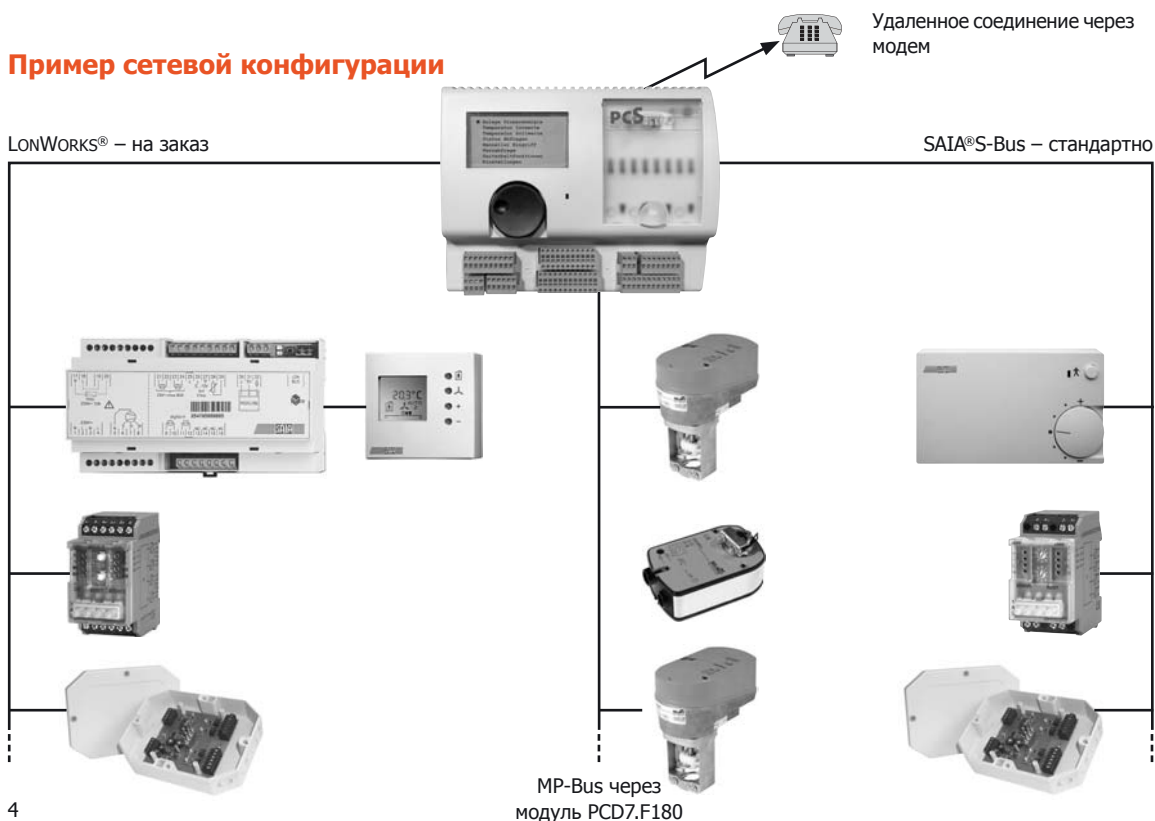 Удаленное соединение через
модем
Пример сетевой конфигурации
LONWORKS® – на заказ
SAIA®S-Bus – стандартно
PCS
20.3°C
MP-Bus через
модуль PCD7.F180
4